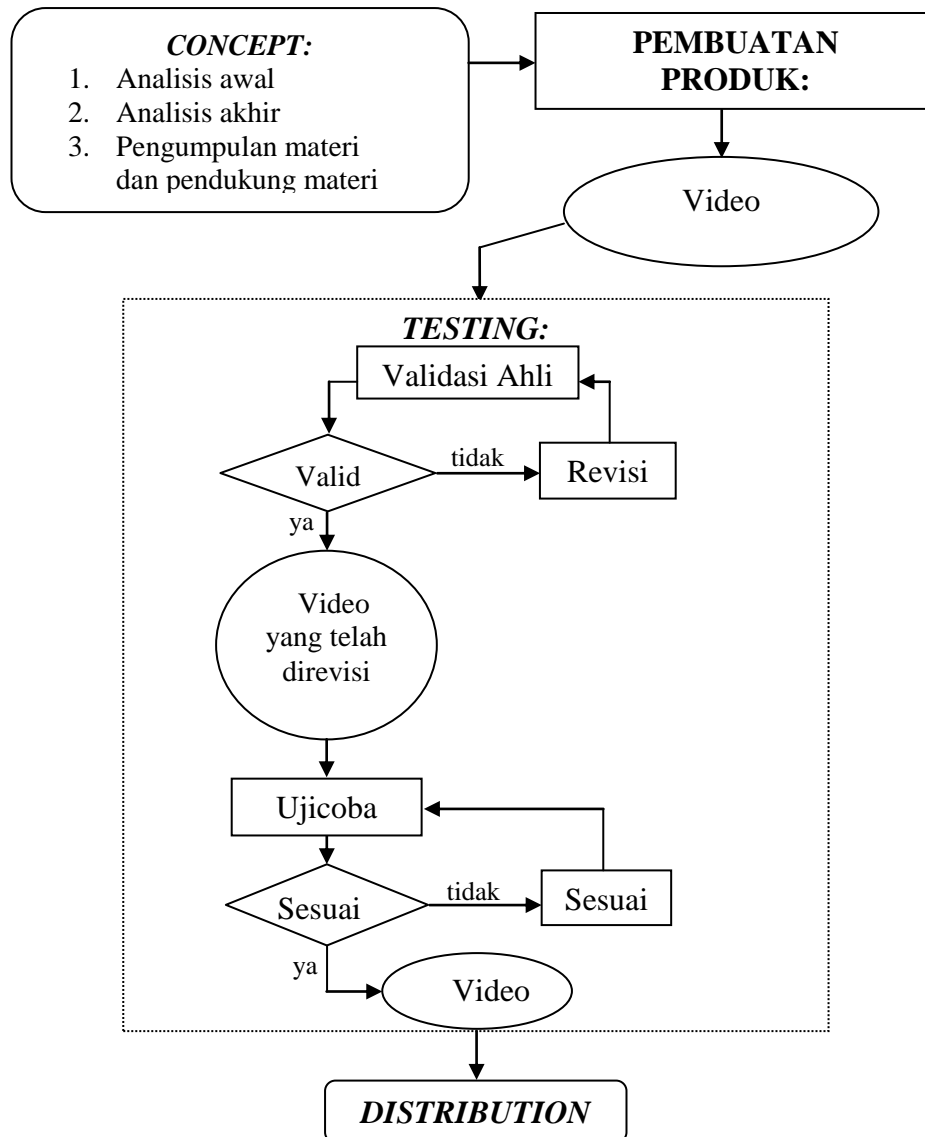 CONCEPT:
1. Analisis awal
2. Analisis akhir
3. Pengumpulan materi
dan pendukung materi
PEMBUATAN
PRODUK:
Video
TESTING:
Validasi Ahli
Valid
tidak
Revisi
ya
Video
yang telah
direvisi
Ujicoba
Sesuai
tidak
Sesuai
ya
Video
DISTRIBUTION